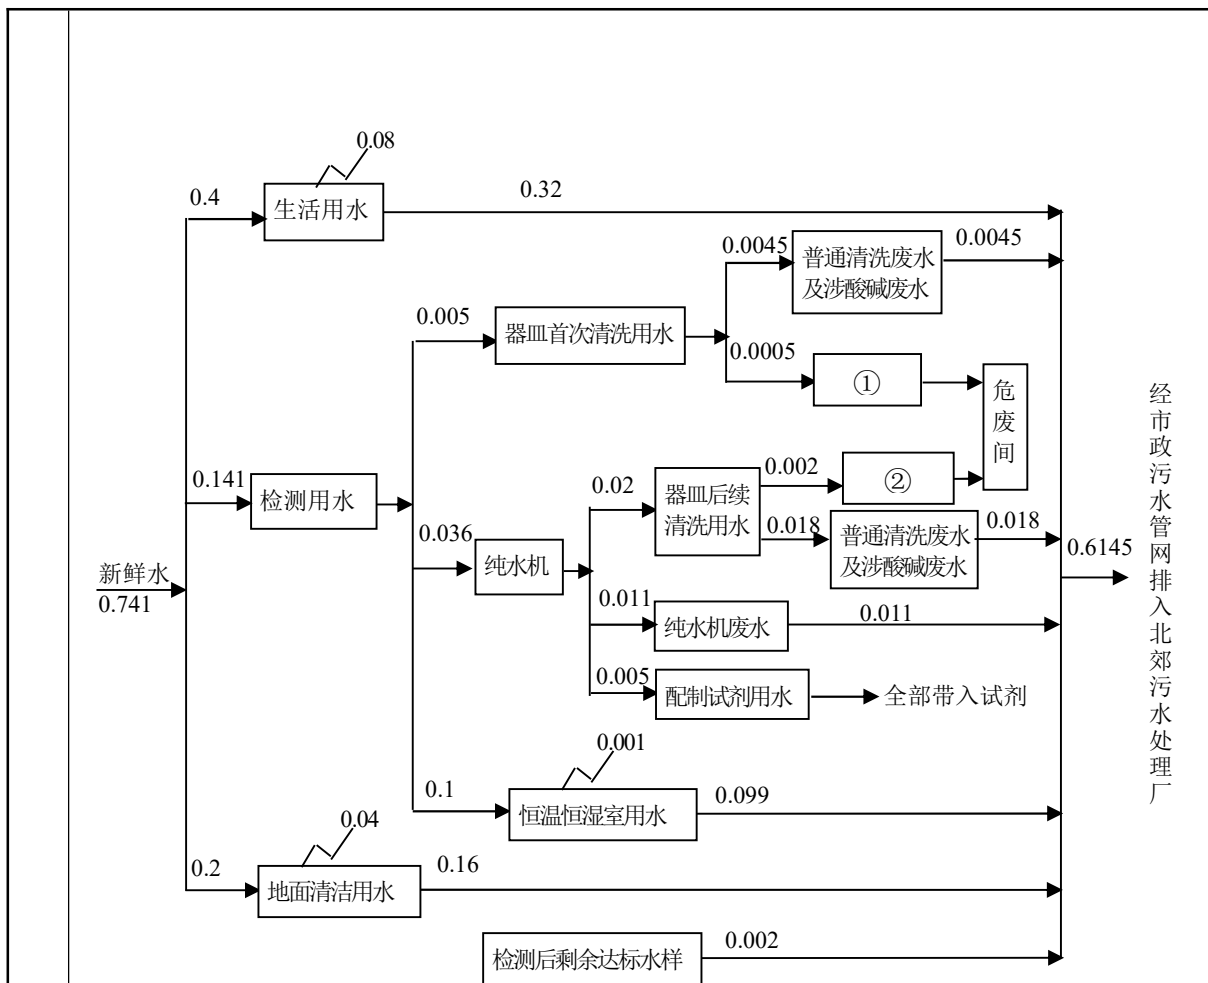 0.08
0.4
生活用水
0.32
0.0045
普通清洗废水
及涉酸碱废水
0.0045
0.005
器皿首次清洗用水
0.0005
①
危废间
0.141
检测用水
0.02
器皿后续
清洗用水
0.002
②
0.018
普通清洗废水
及涉酸碱废水
0.018
0.036
纯水机
新鲜水
0.741
0.6145
经市政污水管网排入北郊污水处理厂
0.011
纯水机废水
0.011
0.005
配制试剂用水
全部带入试剂
0.001
0.1
恒温恒湿室用水
0.099
0.04
0.2
地面清洁用水
0.16
检测后剩余达标水样
0.002